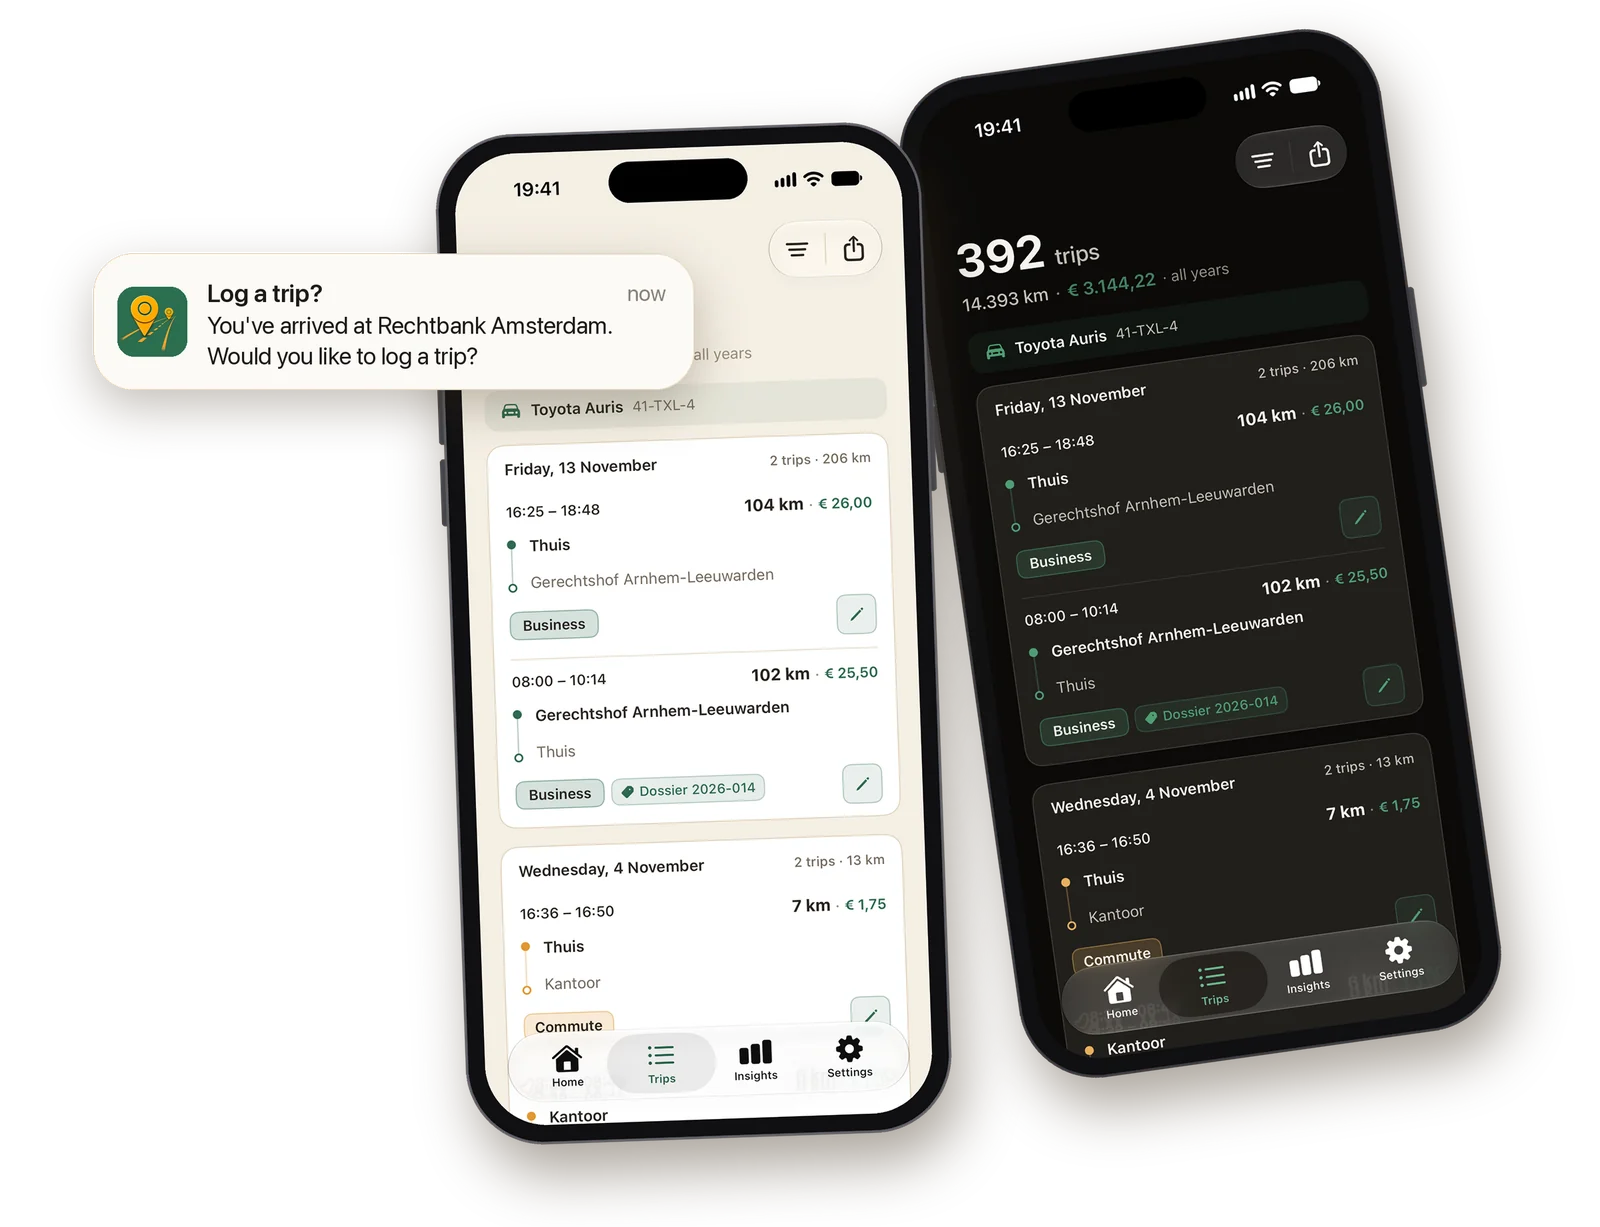 Log a trip?
now
You've arrived at Rechtbank Amsterdam.
Would you like to log a trip?
19:41
all years
Toyota Auris 41-TXL-4
Friday, 13 November
2 trips · 206 km
16:25 – 18:48
104 km · € 26,00
Thuis
Gerechtshof Arnhem-Leeuwarden
Business
08:00 – 10:14
102 km · € 25,50
Gerechtshof Arnhem-Leeuwarden
Thuis
Business
Dossier 2026-014
Wednesday, 4 November
2 trips · 13 km
16:36 – 16:50
7 km · € 1,75
Thuis
Kantoor
Commute
Home
Trips
Insights
Settings
Kantoor
19:41
392 trips
14.393 km · € 3.144,22 · all years
Toyota Auris 41-TXL-4
Friday, 13 November
2 trips · 206 km
16:25 – 18:48
104 km · € 26,00
Thuis
Gerechtshof Arnhem-Leeuwarden
Business
08:00 – 10:14
102 km · € 25,50
Gerechtshof Arnhem-Leeuwarden
Thuis
Business
Dossier 2026-014
Wednesday, 4 November
2 trips · 13 km
16:36 – 16:50
7 km · € 1,75
Thuis
Kantoor
Commute
Home
Trips
Insights
Settings
Kantoor